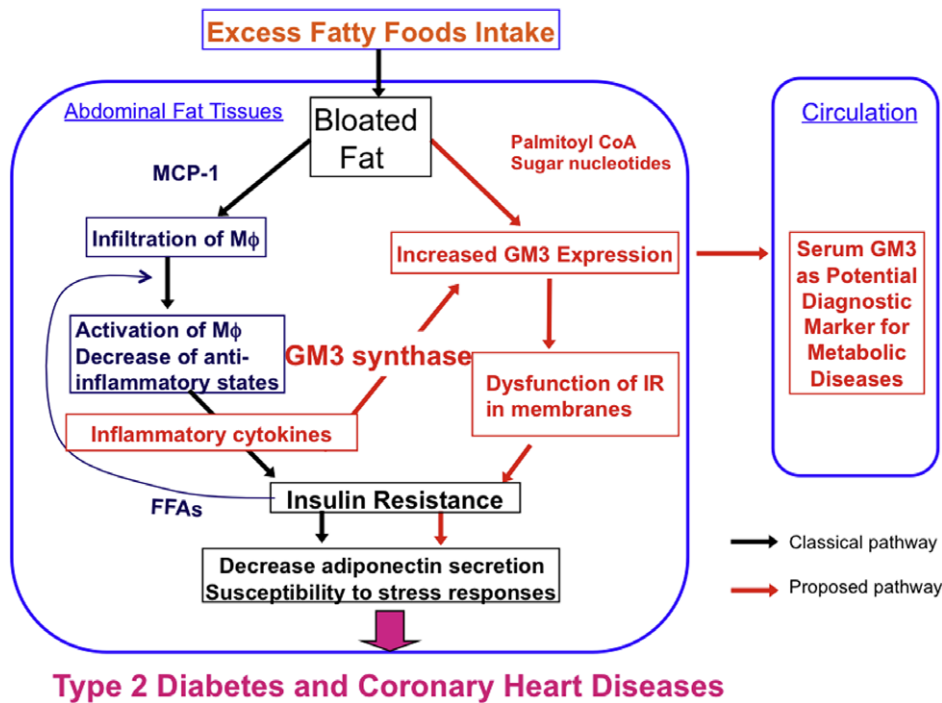 Excess Fatty Foods Intake
Abdominal Fat Tissues
Bloated
Fat
MCP-1
Palmitoyl CoA
Sugar nucleotides
Infiltration of Mϕ
Increased GM3 Expression
Activation of Mϕ
Decrease of anti-
inflammatory states
GM3 synthase
Dysfunction of IR
in membranes
Inflammatory cytokines
FFAs
Insulin Resistance
Decrease adiponectin secretion
Susceptibility to stress responses
Type 2 Diabetes and Coronary Heart Diseases
Circulation
Serum GM3
as Potential
Diagnostic
Marker for
Metabolic
Diseases
Classical pathway
Proposed pathway